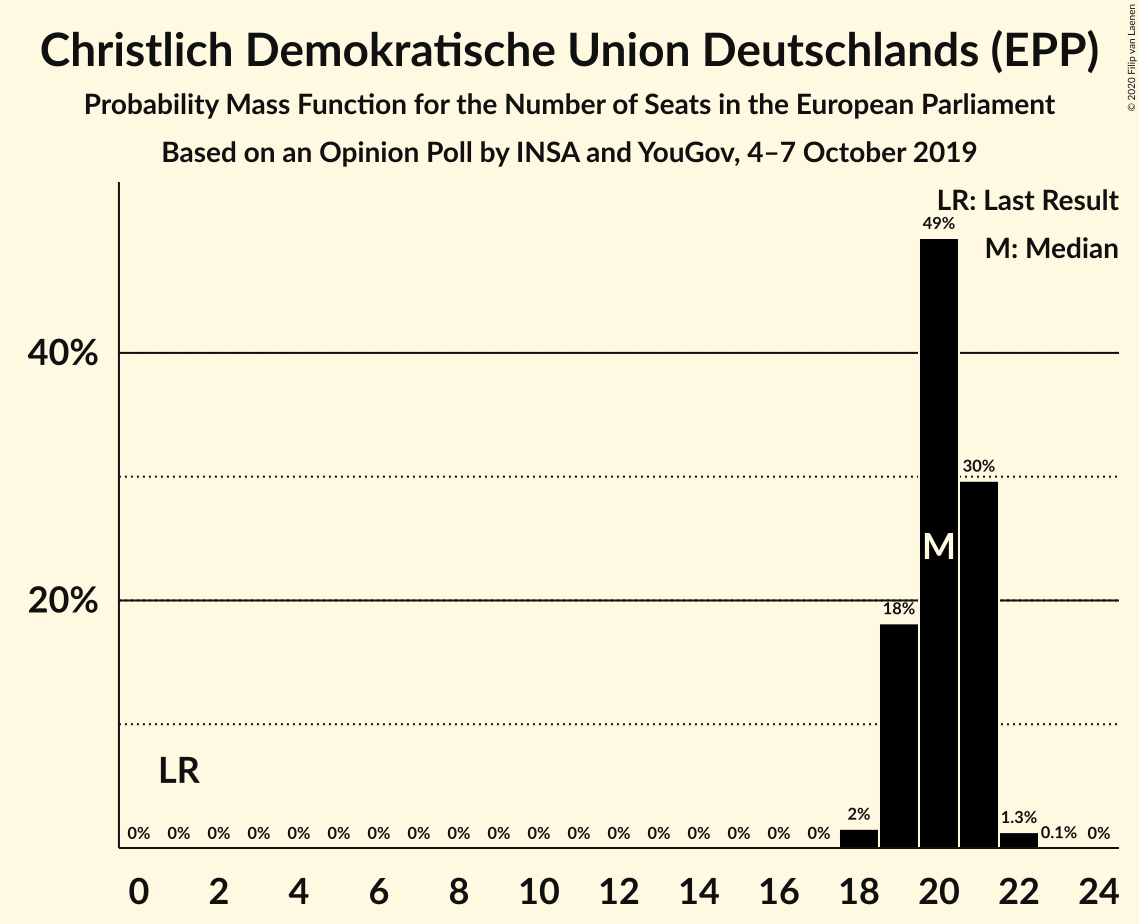 Christlich Demokratische Union Deutschlands (EPP)
Probability Mass Function for the Number of Seats in the European Parliament
Based on an Opinion Poll by INSA and YouGov, 4–7 October 2019
© 2020 Filip van Laenen
LR: Last Result
M: Median
49%
40%
30%
M
20%
18%
LR
0% 0% 0% 0% 0% 0% 0% 0% 0% 0% 0% 0% 0% 0% 0% 0% 0% 0% 2% 1.3% 0.1% 0%
0 2 4 6 8 10 12 14 16 18 20 22 24